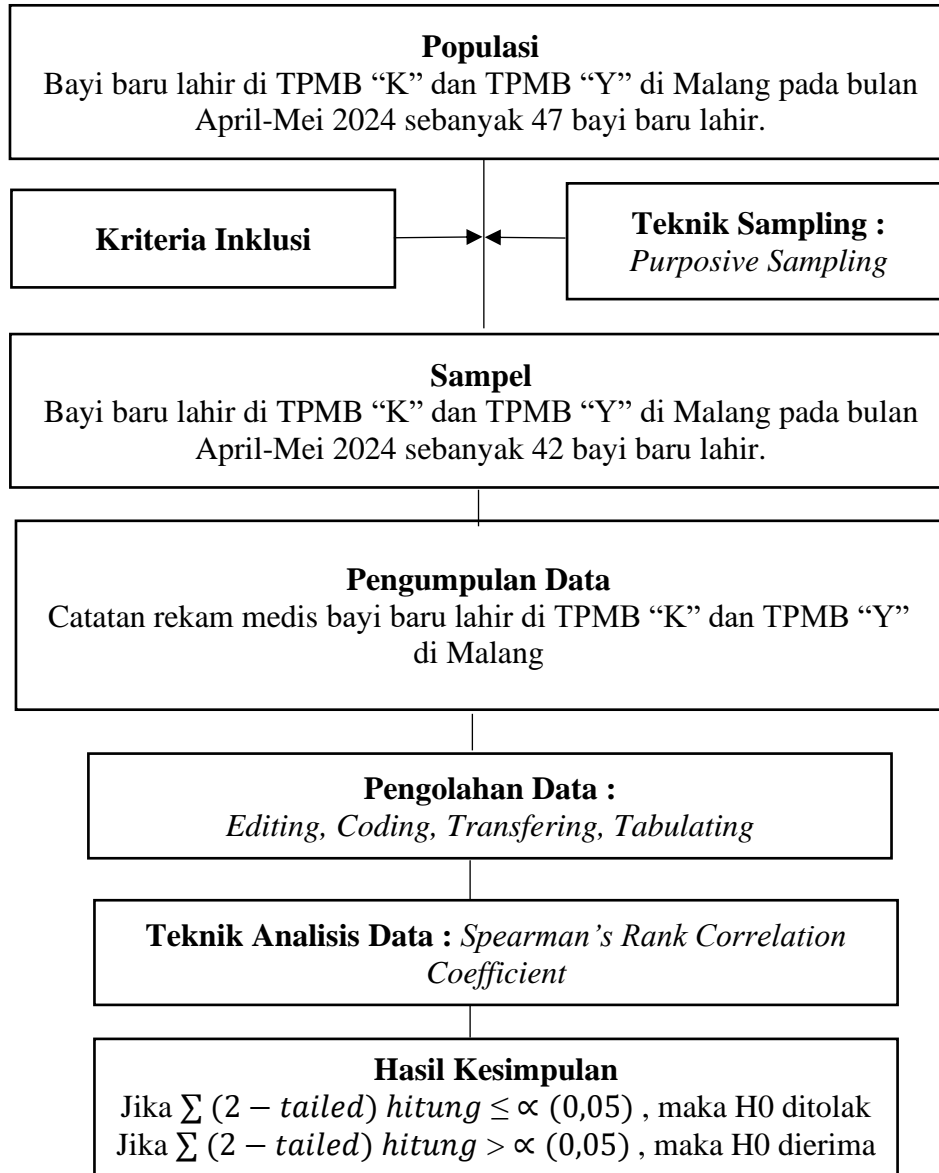 Populasi
Bayi baru lahir di TPMB “K” dan TPMB “Y” di Malang pada bulan
April-Mei 2024 sebanyak 47 bayi baru lahir.
Kriteria Inklusi
Teknik Sampling :
Purposive Sampling
Sampel
Bayi baru lahir di TPMB “K” dan TPMB “Y” di Malang pada bulan
April-Mei 2024 sebanyak 42 bayi baru lahir.
Pengumpulan Data
Catatan rekam medis bayi baru lahir di TPMB “K” dan TPMB “Y”
di Malang
Pengolahan Data :
Editing, Coding, Transfering, Tabulating
Teknik Analisis Data : Spearman’s Rank Correlation
Coefficient
Hasil Kesimpulan
Jika ∑ (2 − tailed) hitung ≤ ∝ (0,05) , maka H0 ditolak
Jika ∑ (2 − tailed) hitung > ∝ (0,05) , maka H0 dierima